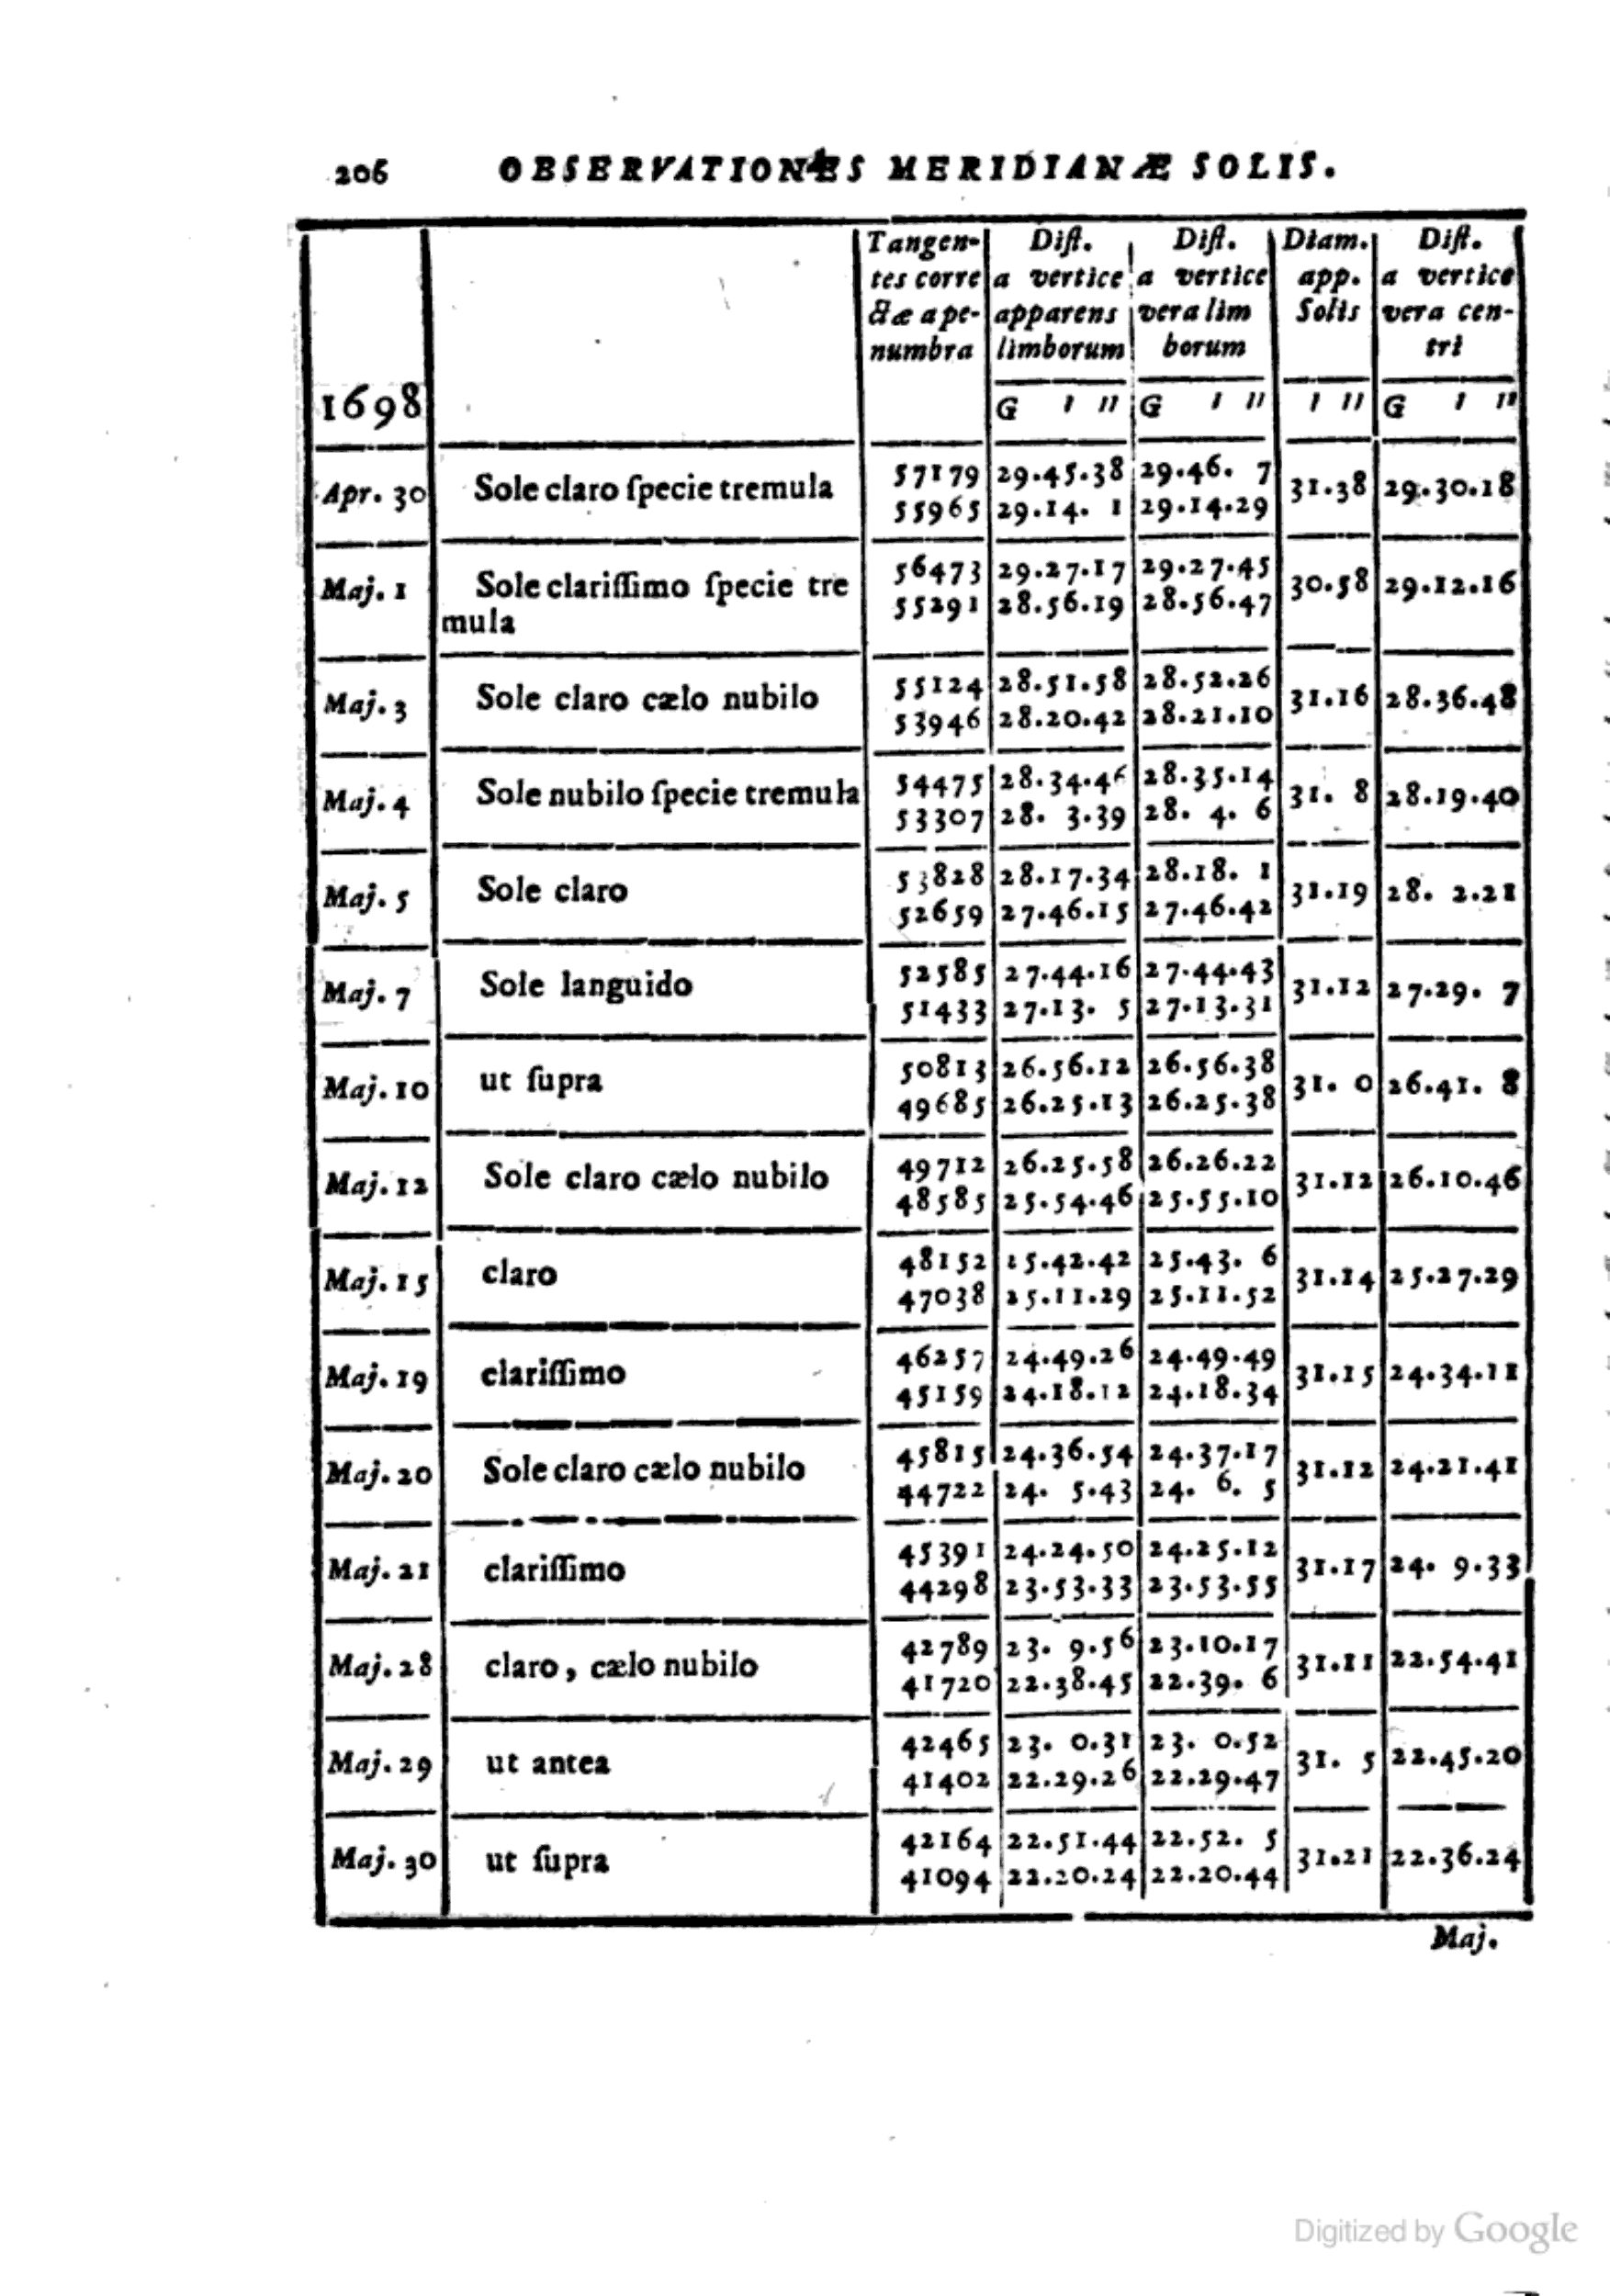 206 OBSERVATIONES MERIDIANÆ SOLIS.
Tangen- Diſt. Diſt. Diam. Diſt.
tes corre a vertice a vertice app. a vertice
ctæ a pe- apparens vera lim Solis vera cen-
numbra limborum borum tri
1698 G ′ ″ G ′ ″ ′ ″ G ′ ″
57179 29.45.38 29.46. 7
Apr. 30 Sole claro ſpecie tremula 31.38 29.30.18
55965 29.14. 1 29.14.29
56473 29.27.17 29.27.45
Maj. 1 Sole clariſſimo ſpecie tre 30.58 29.12.16
55291 28.56.19 28.56.47
mula
55124 28.51.58 28.52.26
Maj. 3 Sole claro cælo nubilo 31.16 28.36.48
53946 28.20.42 28.21.10
54475 28.34.46 28.35.14
Maj. 4 Sole nubilo ſpecie tremula 31. 8 28.19.40
53307 28. 3.39 28. 4. 6
53828 28.17.34 28.18. 1
Maj. 5 Sole claro 31.19 28. 2.21
52659 27.46.15 27.46.42
52585 27.44.16 27.44.43
Maj. 7 Sole languido 31.12 27.29. 7
51433 27.13. 5 27.13.31
50813 26.56.12 26.56.38
Maj. 10 ut ſupra 31. 0 26.41. 8
49685 26.25.13 26.25.38
49712 26.25.58 26.26.22
Maj. 12 Sole claro cælo nubilo 31.12 26.10.46
48585 25.54.46 25.55.10
48152 25.42.42 25.43. 6
Maj. 15 claro 31.14 25.27.29
47038 25.11.29 25.11.52
46257 24.49.26 24.49.49
Maj. 19 clariſſimo 31.15 24.34.11
45159 24.18.12 24.18.34
45815 24.36.54 24.37.17
Maj. 20 Sole claro cælo nubilo 31.12 24.21.41
44722 24. 5.43 24. 6. 5
45391 24.24.50 24.25.12
Maj. 21 clariſſimo 31.17 24. 9.33
44298 23.53.33 23.53.55
42789 23. 9.56 23.10.17
Maj. 28 claro, cælo nubilo 31.11 22.54.41
41720 22.38.45 22.39. 6
42465 23. 0.31 23. 0.52
Maj. 29 ut antea 31. 5 22.45.20
41402 22.29.26 22.29.47
42164 22.51.44 22.52. 5
Maj. 30 ut ſupra 31.21 22.36.24
41094 22.20.24 22.20.44
Maj.
Digitized by Google